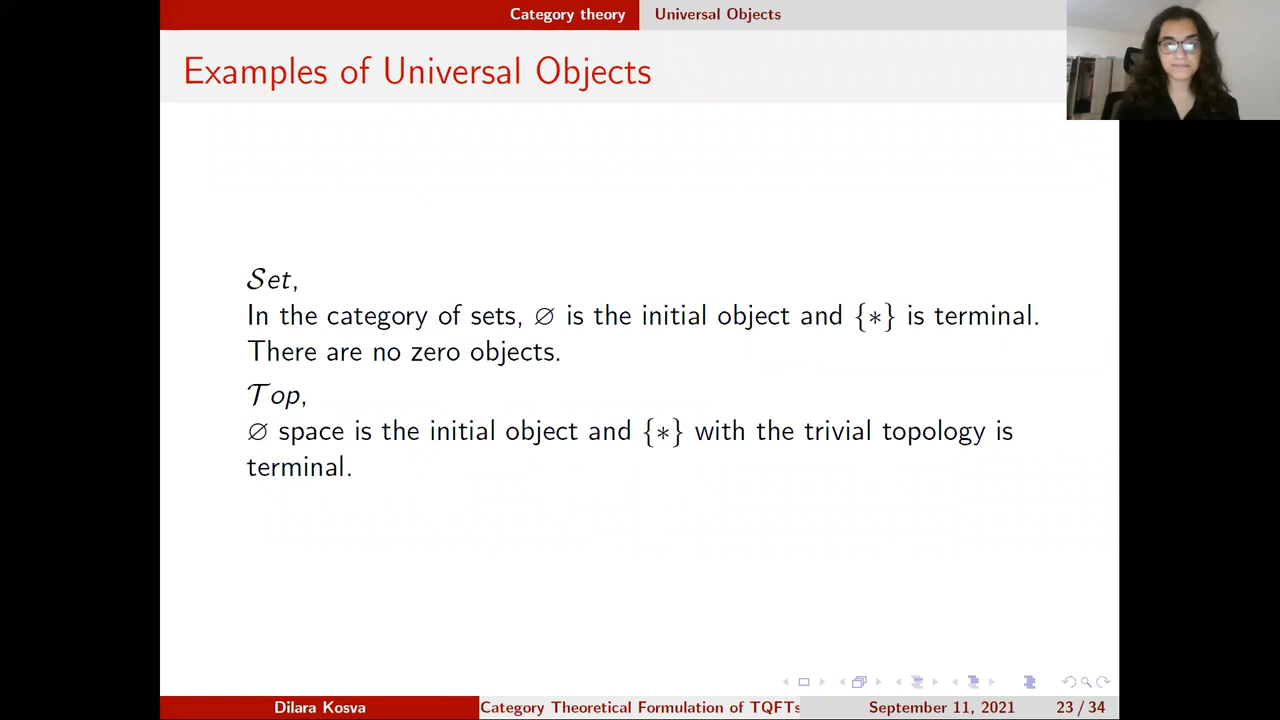 Category theory Universal Objects
Examples of Universal Objects
𝒮et,
In the category of sets, ∅ is the initial object and {∗} is terminal.
There are no zero objects.
𝒯op,
∅ space is the initial object and {∗} with the trivial topology is
terminal.
Dilara Kosva Category Theoretical Formulation of TQFTs September 11, 2021 23 / 34